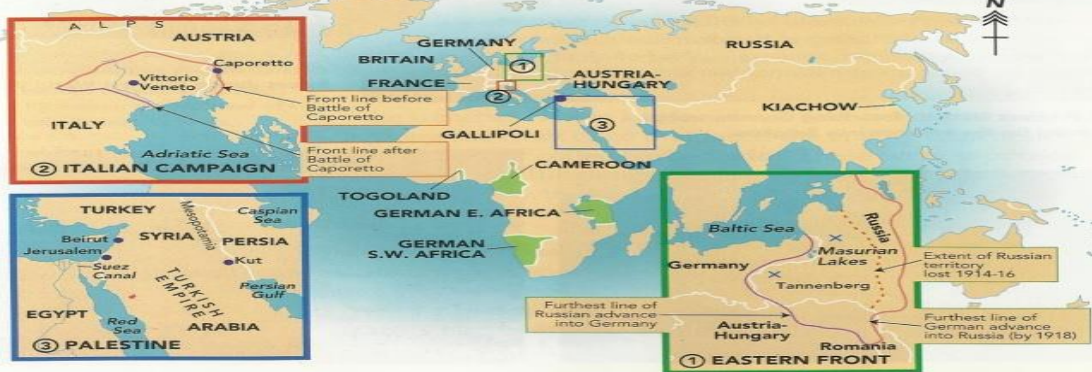 N
ALPS
AUSTRIA
Caporetto
Vittorio
Veneto
Front line before
Battle of
Caporetto
ITALY
Adriatic Sea
Front line after
Battle of
Caporetto
② ITALIAN CAMPAIGN
GERMANY
BRITAIN
①
FRANCE
AUSTRIA-
HUNGARY
②
RUSSIA
KIACHOW
GALLIPOLI
③
CAMEROON
TOGOLAND
GERMAN E. AFRICA
GERMAN
S.W. AFRICA
TURKEY
Mesopotamia
Caspian
Sea
Beirut
SYRIA
PERSIA
Jerusalem
Kut
Suez
Canal
TURKISH
EMPIRE
Persian
Gulf
EGYPT
Red
Sea
ARABIA
③ PALESTINE
Baltic Sea
Russia
Masurian
Lakes
Germany
Tannenberg
Extent of Russian
territory
lost 1914-16
Furthest line of
Russian advance
into Germany
Furthest line of
German advance
into Russia (by 1918)
Austria-
Hungary
Romania
① EASTERN FRONT